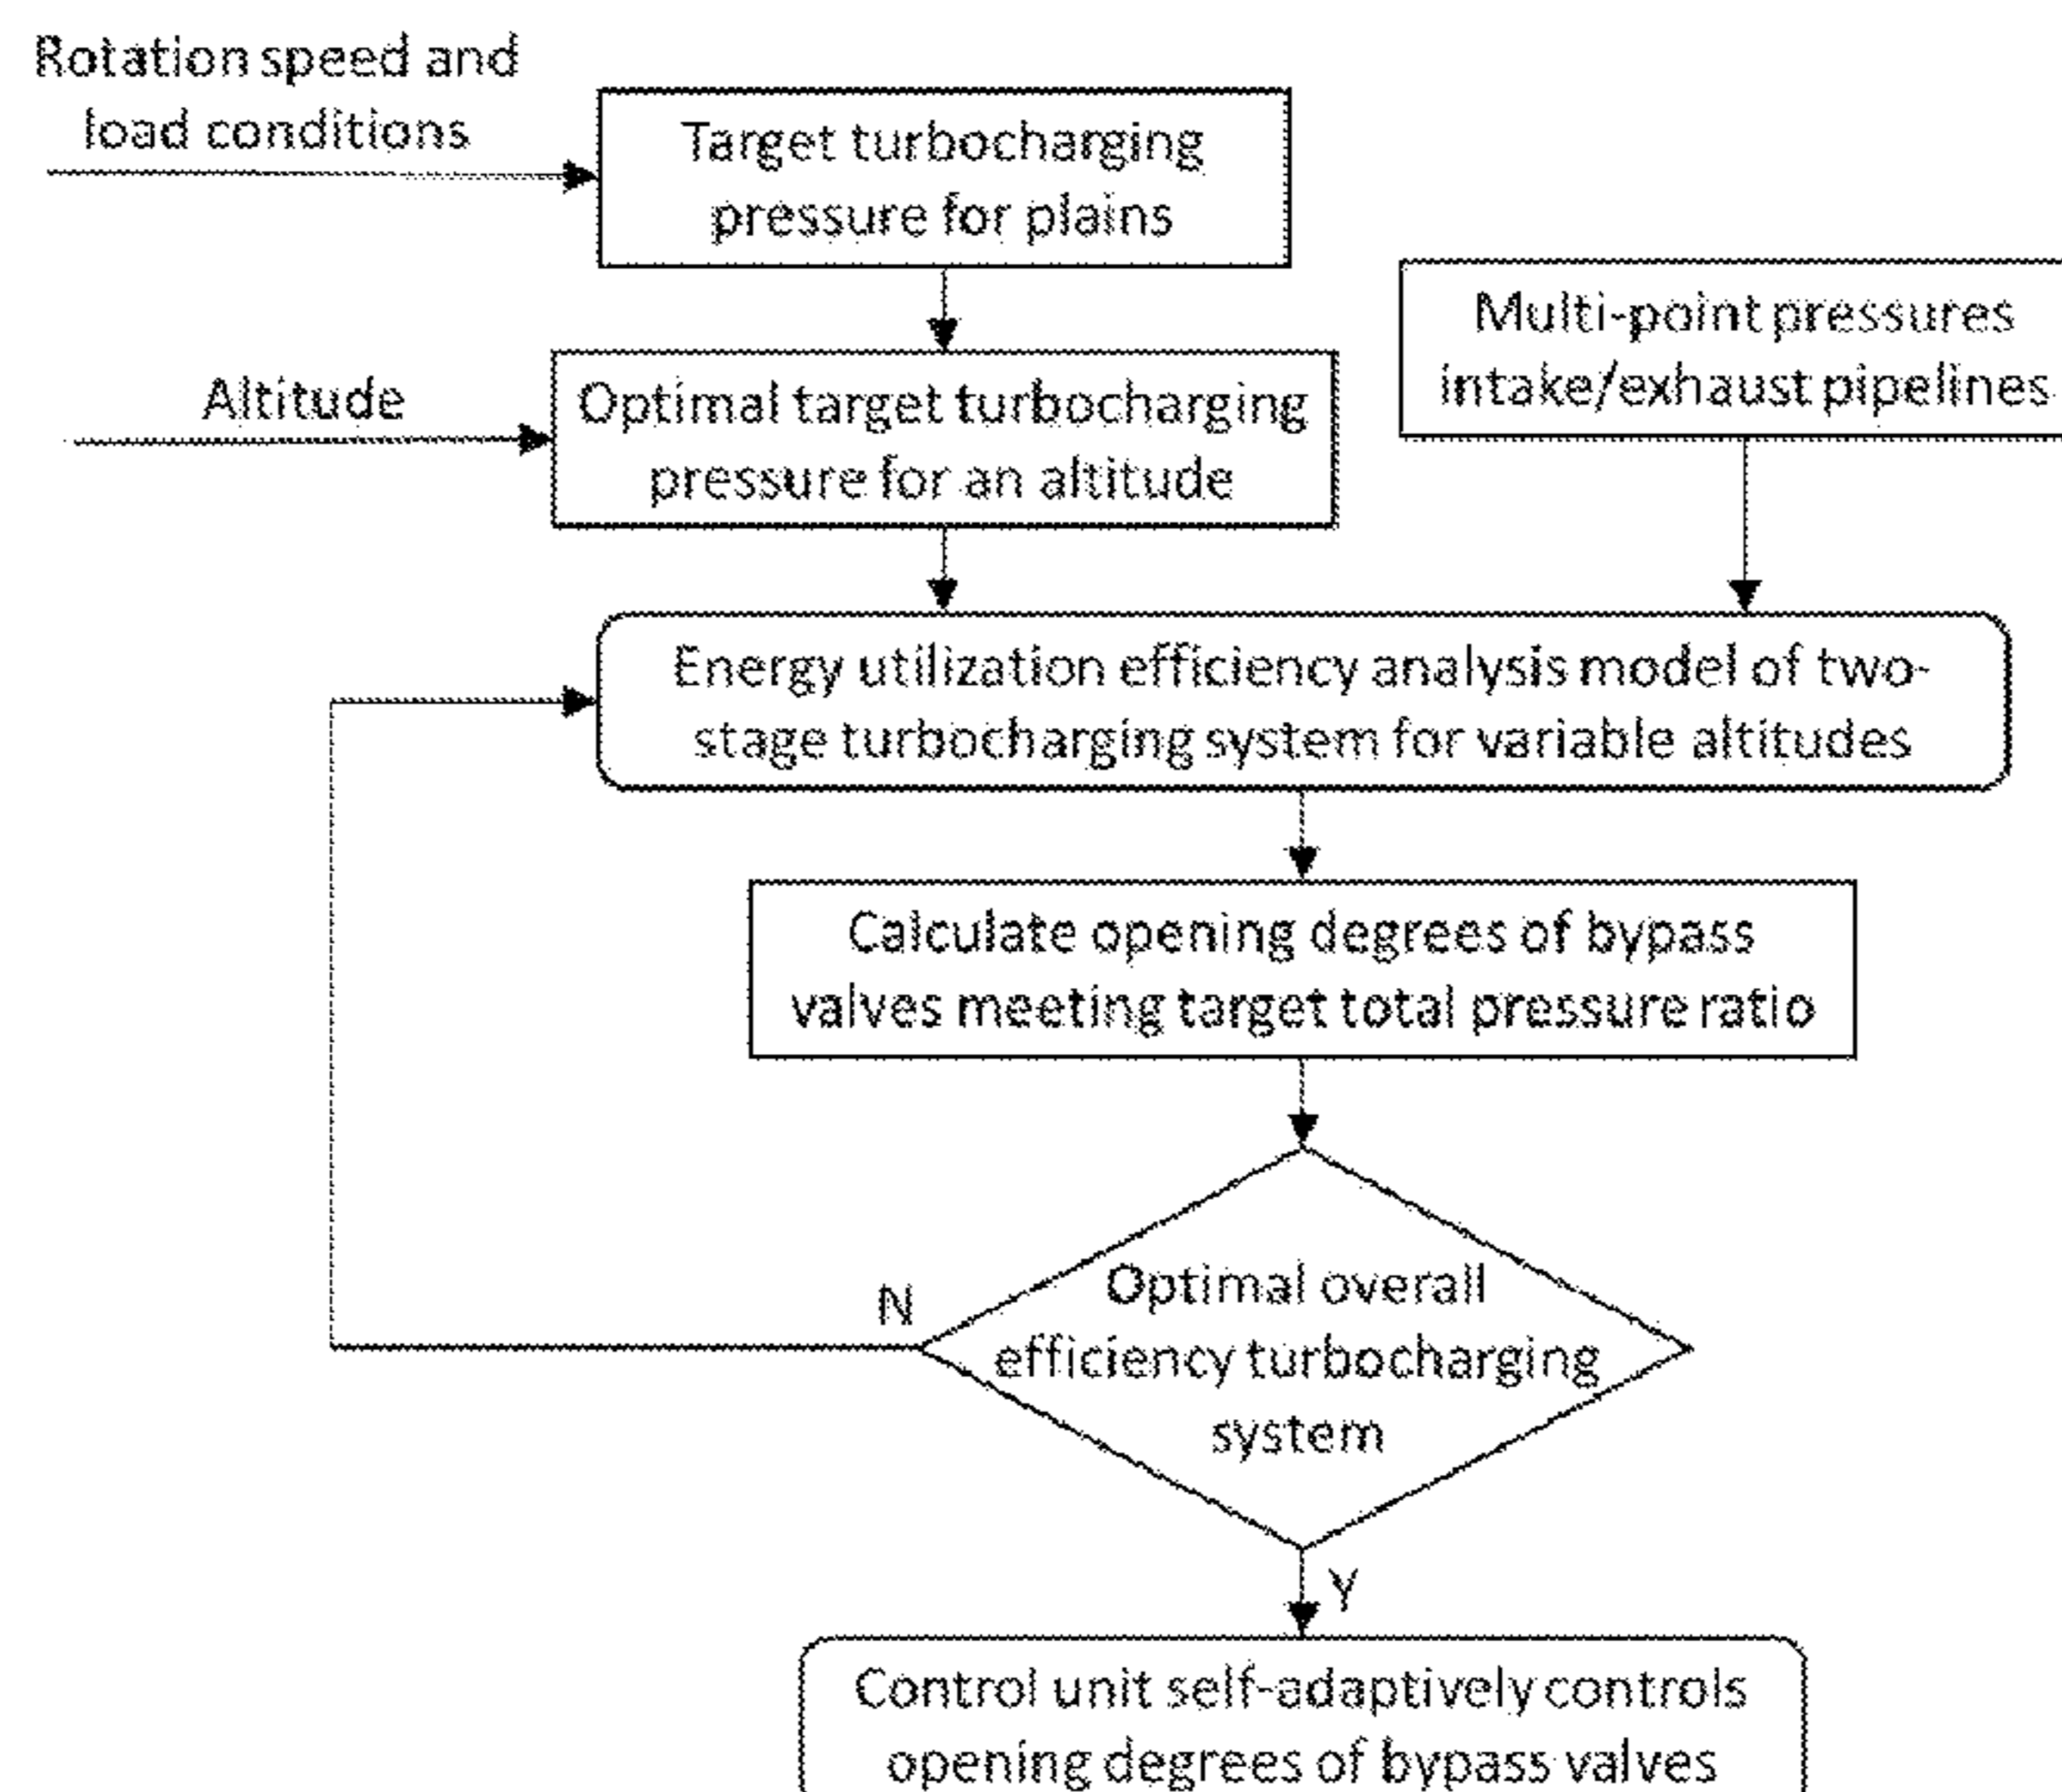 Rotation speed and
load conditions
Target turbocharging
pressure for plains
Multi-point pressures
intake/exhaust pipelines
Altitude
Optimal target turbocharging
pressure for an altitude
Energy utilization efficiency analysis model of two-
stage turbocharging system for variable altitudes
Calculate opening degrees of bypass
valves meeting target total pressure ratio
N
Optimal overall
efficiency turbocharging
system
Y
Control unit self-adaptively controls
opening degrees of bypass valves